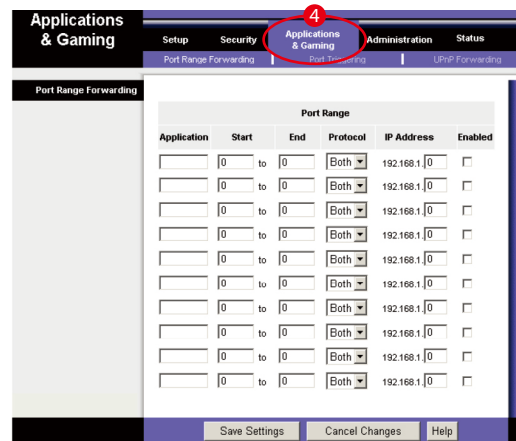 Applications
& Gaming
4
Setup Security Applications & Gaming Administration Status
Port Range Forwarding Port Triggering UPnP Forwarding
Port Range Forwarding
Port Range
Application Start End Protocol IP Address Enabled
0 to 0 Both 192.168.1. 0
0 to 0 Both 192.168.1. 0
0 to 0 Both 192.168.1. 0
0 to 0 Both 192.168.1. 0
0 to 0 Both 192.168.1. 0
0 to 0 Both 192.168.1. 0
0 to 0 Both 192.168.1. 0
0 to 0 Both 192.168.1. 0
0 to 0 Both 192.168.1. 0
0 to 0 Both 192.168.1. 0
Save Settings Cancel Changes Help